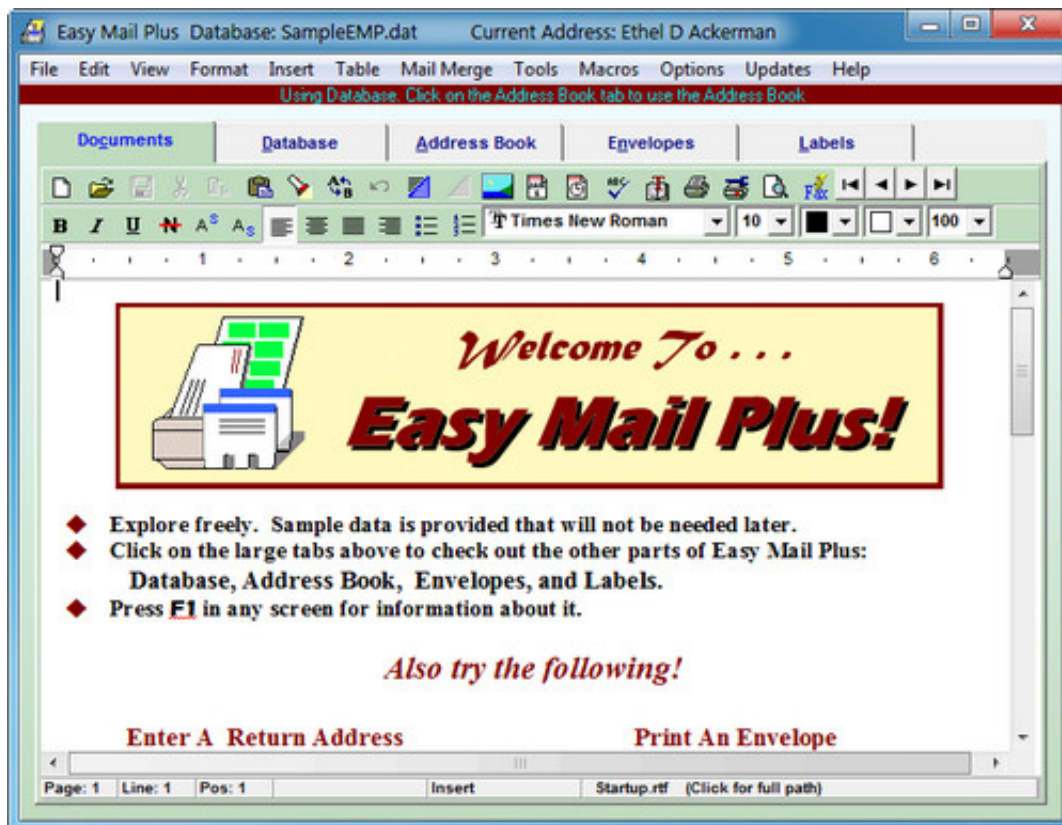 Easy Mail Plus Database: SampleEMP.dat Current Address: Ethel D Ackerman
File Edit View Format Insert Table Mail Merge Tools Macros Options Updates Help
Using Database. Click on the Address Book tab to use the Address Book
Documents Database Address Book Envelopes Labels
B I U N A S A S Times New Roman 10 100
1 2 3 4 5 6
Welcome To . . .
Easy Mail Plus!
Explore freely. Sample data is provided that will not be needed later.
Click on the large tabs above to check out the other parts of Easy Mail Plus:
Database, Address Book, Envelopes, and Labels.
Press F1 in any screen for information about it.
Also try the following!
Enter A Return Address Print An Envelope
Page: 1 Line: 1 Pos: 1 Insert Startup.rtf (Click for full path)